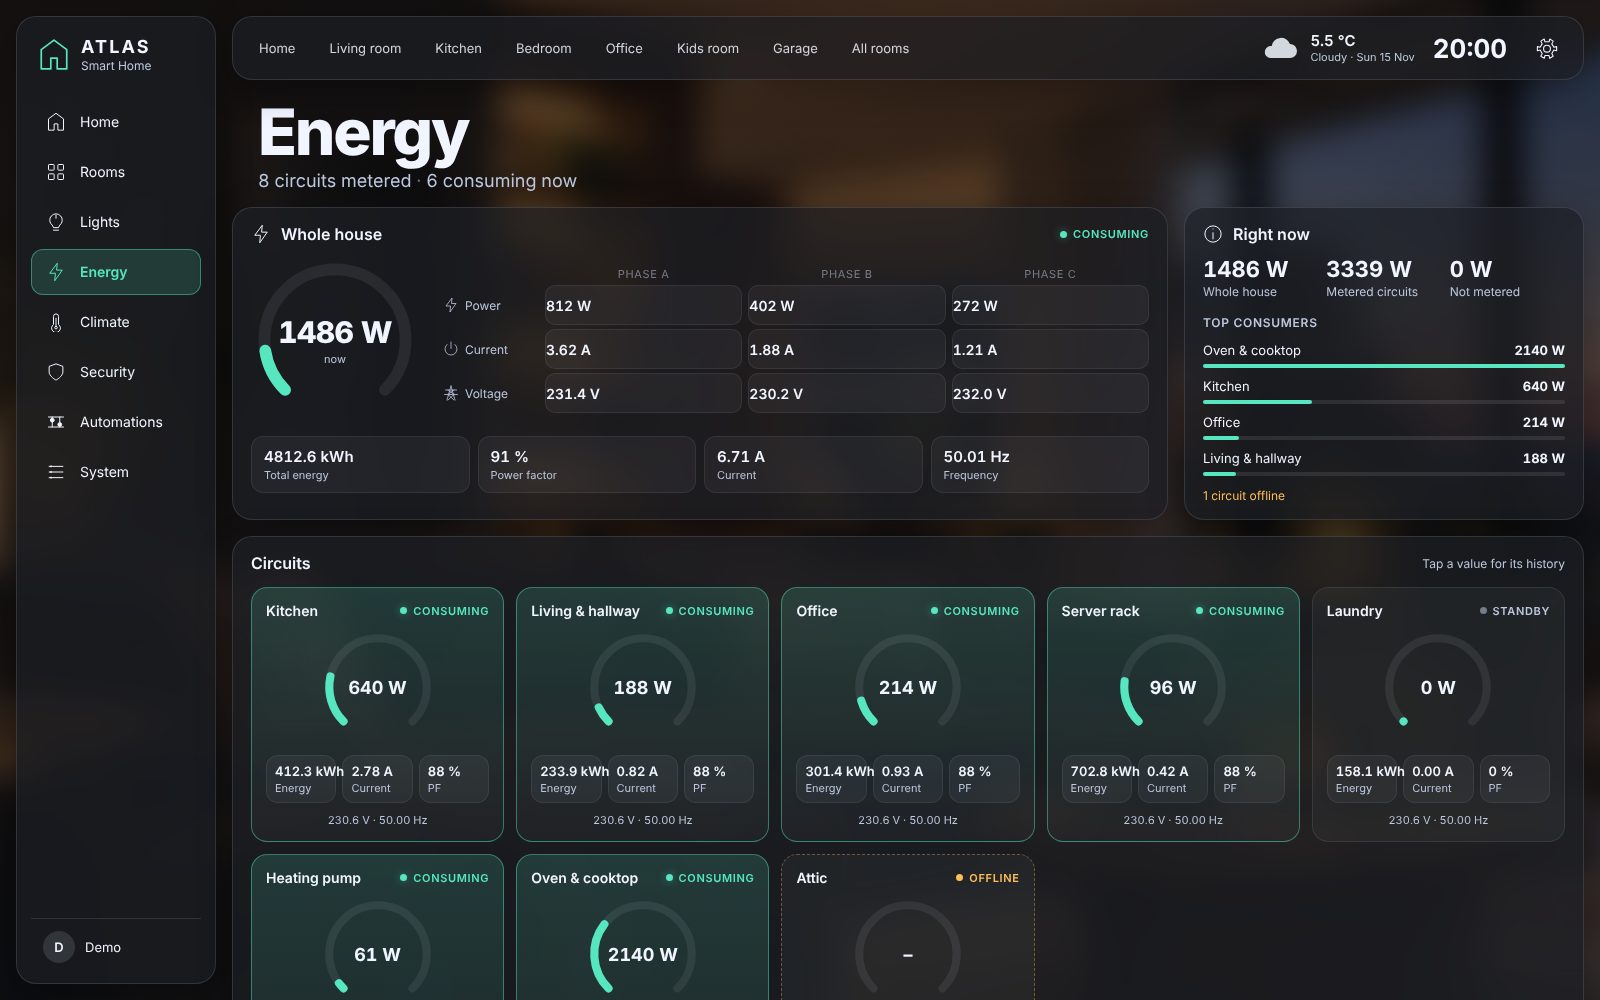 ATLAS
Smart Home
Home
Rooms
Lights
Energy
Climate
Security
Automations
System
D
Demo
Home Living room Kitchen Bedroom Office Kids room Garage All rooms
5.5 °C
Cloudy · Sun 15 Nov
20:00
Energy
8 circuits metered · 6 consuming now
Whole house
CONSUMING
1486 W
now
PHASE A PHASE B PHASE C
Power 812 W 402 W 272 W
Current 3.62 A 1.88 A 1.21 A
Voltage 231.4 V 230.2 V 232.0 V
4812.6 kWh 91 % 6.71 A 50.01 Hz
Total energy Power factor Current Frequency
Right now
1486 W 3339 W 0 W
Whole house Metered circuits Not metered
TOP CONSUMERS
Oven & cooktop 2140 W
Kitchen 640 W
Office 214 W
Living & hallway 188 W
1 circuit offline
Circuits
Tap a value for its history
Kitchen CONSUMING
640 W
412.3 kWh 2.78 A 88 %
Energy Current PF
230.6 V · 50.00 Hz
Living & hallway CONSUMING
188 W
233.9 kWh 0.82 A 88 %
Energy Current PF
230.6 V · 50.00 Hz
Office CONSUMING
214 W
301.4 kWh 0.93 A 88 %
Energy Current PF
230.6 V · 50.00 Hz
Server rack CONSUMING
96 W
702.8 kWh 0.42 A 88 %
Energy Current PF
230.6 V · 50.00 Hz
Laundry STANDBY
0 W
158.1 kWh 0.00 A 0 %
Energy Current PF
230.6 V · 50.00 Hz
Heating pump CONSUMING
61 W
Oven & cooktop CONSUMING
2140 W
Attic OFFLINE
–